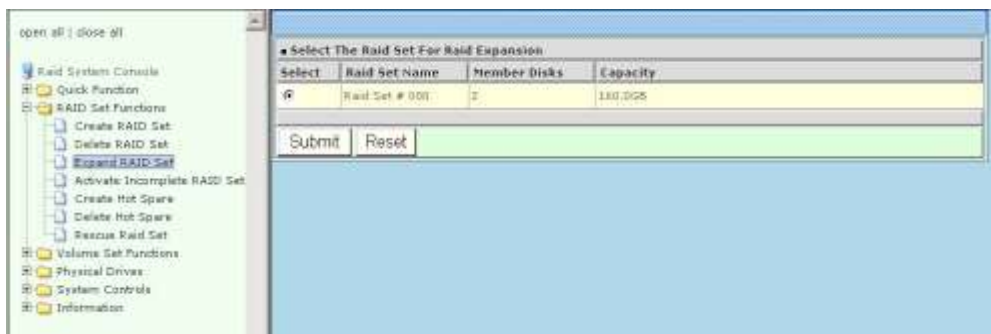 open all | close all
Raid System Console
Quick Function
RAID Set Functions
Create RAID Set
Delete RAID Set
Expand RAID Set
Activate Incomplete RAID Set
Create Hot Spare
Delete Hot Spare
Rescue Raid Set
Volume Set Functions
Physical Drives
System Controls
Information
Select The Raid Set For Raid Expansion
Select Raid Set Name Member Disks Capacity
Raid Set # 000 2
Submit Reset